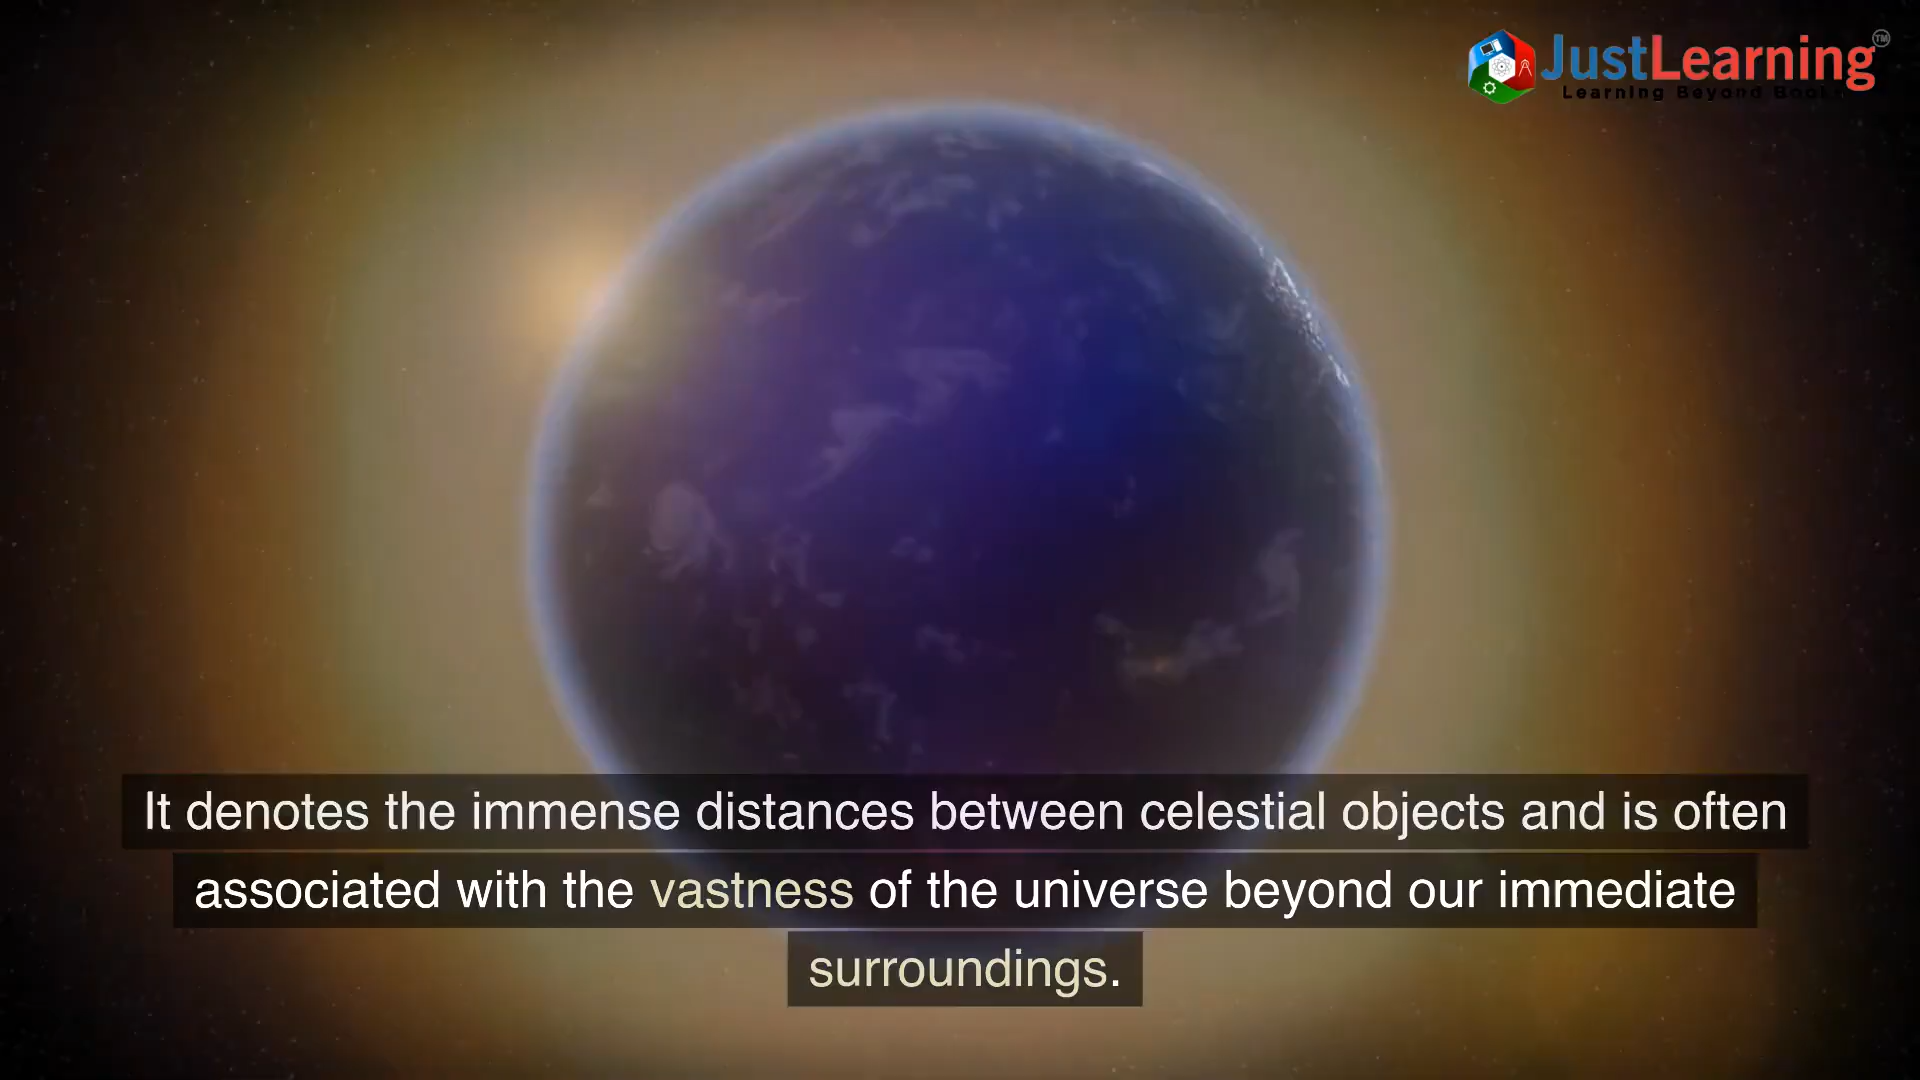 JustLearning™
Learning Beyond Books
It denotes the immense distances between celestial objects and is often
associated with the vastness of the universe beyond our immediate
surroundings.